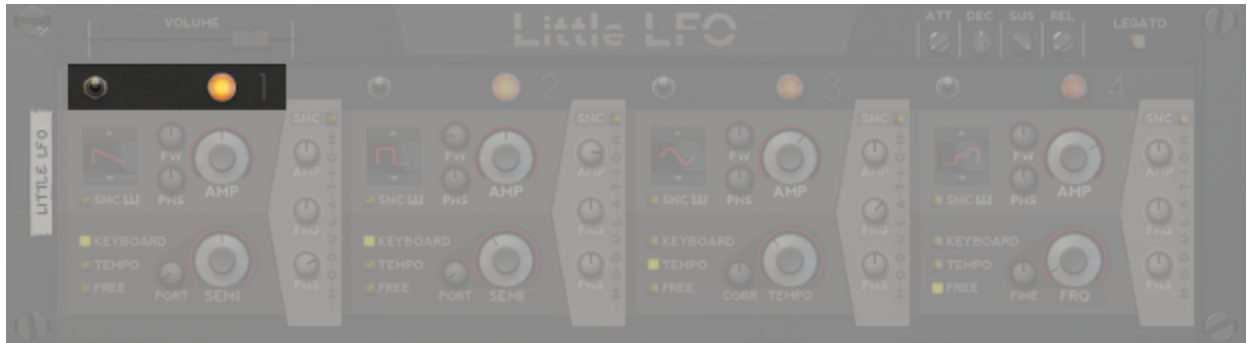 VOLUME
Little LFO
ATT DEC SUS REL
LEGATO
1 2 3 4
LITTLE LFO
SNC SNC SNC SNC
PW PW PW PW
AMP AMP AMP AMP
AMP AMP AMP AMP
SNC PHS SNC PHS SNC PHS SNC PHS
MODULATION MODULATION MODULATION MODULATION
FRQ FRQ FRQ FRQ
KEYBOARD KEYBOARD KEYBOARD KEYBOARD
TEMPO TEMPO TEMPO TEMPO
PHS PHS PHS PHS
FREE PORT SEMI FREE PORT SEMI FREE CORR TEMPO FREE FINE FRQ